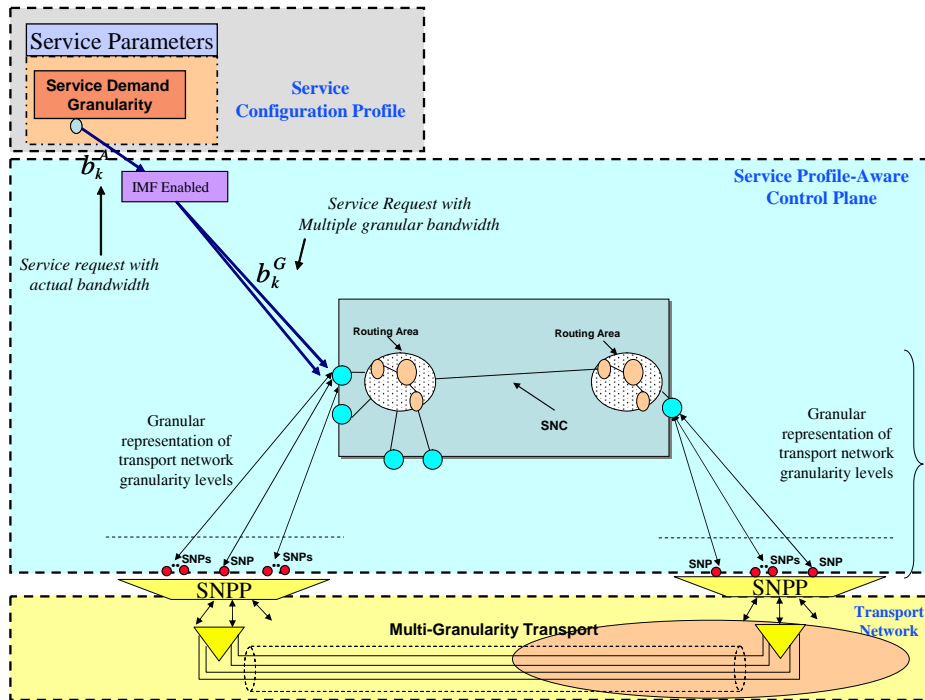 Service Parameters
Service Demand
Granularity
Service
Configuration Profile
b_k^A
IMF Enabled
Service Profile-Aware
Control Plane
Service Request with
Multiple granular bandwidth
Service request with
actual bandwidth
b_k^G
Routing Area
Routing Area
SNC
Granular
representation of
transport network
granularity levels
Granular
representation of
transport network
granularity levels
SNPs
SNP
SNPs
SNP
SNPs
SNP
SNPP
SNPP
Transport
Network
Multi-Granularity Transport